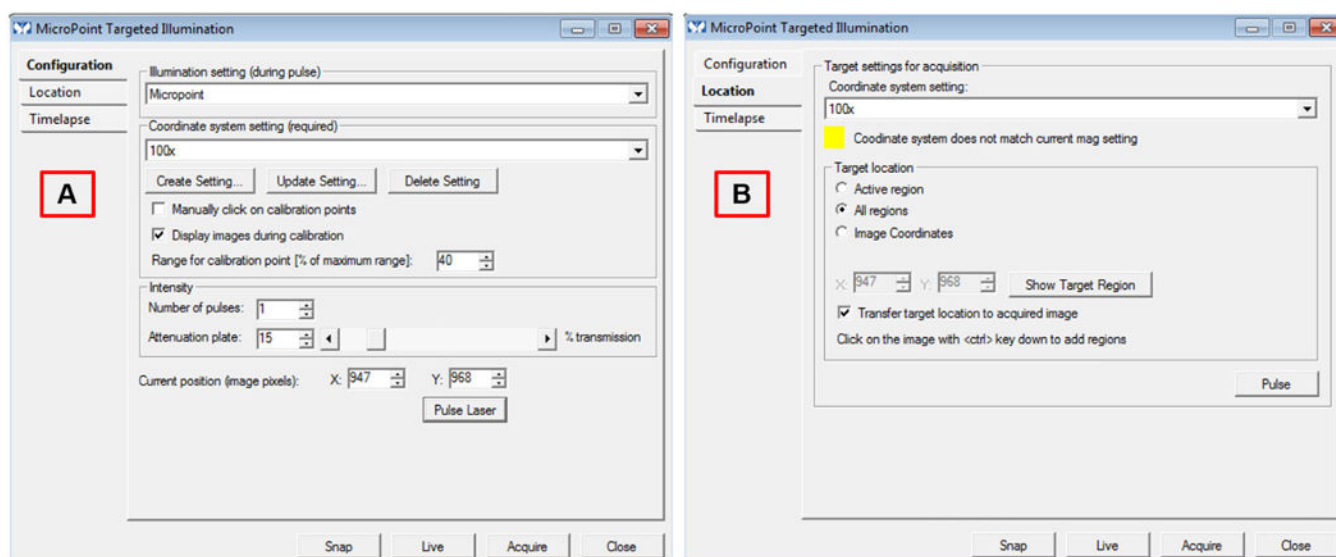 MicroPoint Targeted Illumination
Configuration
Location
Timelapse
A
Illumination setting (during pulse)
Micropoint
Coordinate system setting (required)
100x
Create Setting... Update Setting... Delete Setting
Manually click on calibration points
Display images during calibration
Range for calibration point [% of maximum range]: 40
Intensity
Number of pulses: 1
Attenuation plate: 15 % transmission
Current position (image pixels): X: 947 Y: 968
Pulse Laser
Snap Live Acquire Close
MicroPoint Targeted Illumination
Configuration
Location
Timelapse
B
Target settings for acquisition
Coordinate system setting:
100x
Coodinate system does not match current mag setting
Target location
Active region
All regions
Image Coordinates
X: 947 Y: 968 Show Target Region
Transfer target location to acquired image
Click on the image with <ctrl> key down to add regions
Pulse
Snap Live Acquire Close